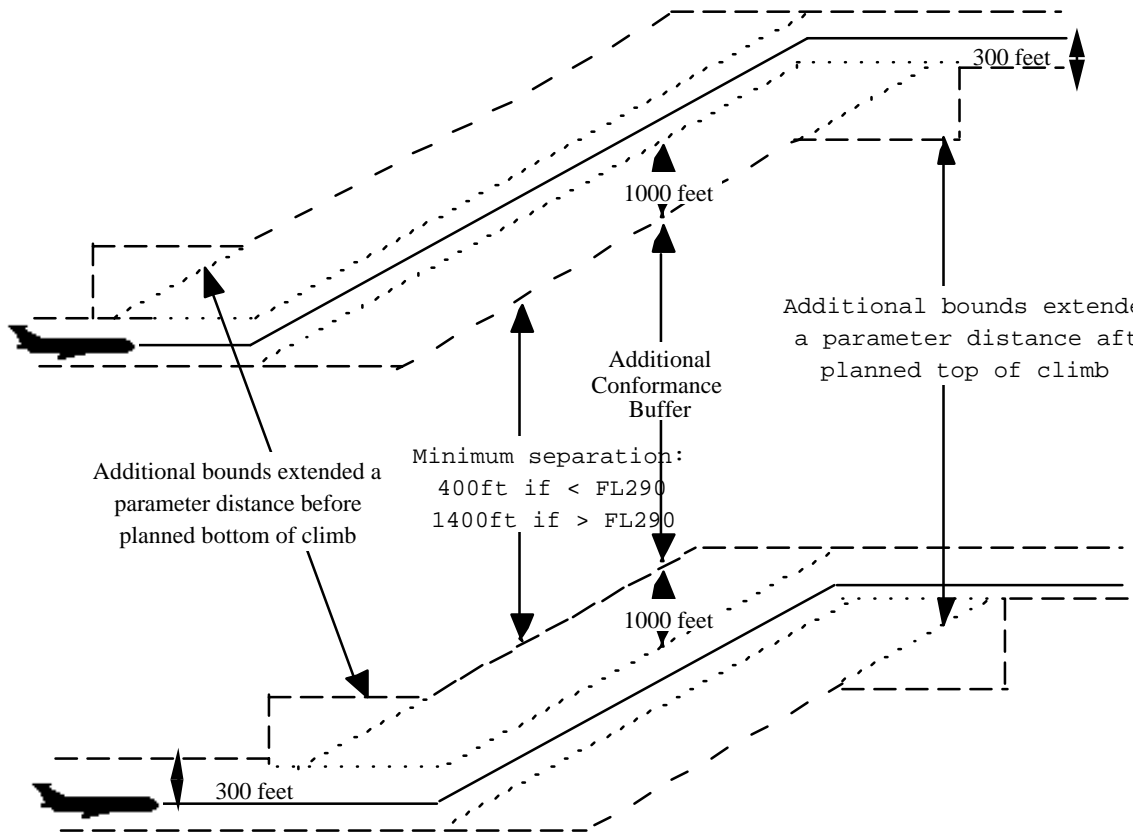 300 feet
1000 feet
Additional bounds extende
a parameter distance aft
planned top of climb
Additional
Conformance
Buffer
Minimum separation:
400ft if < FL290
1400ft if > FL290
Additional bounds extended a
parameter distance before
planned bottom of climb
1000 feet
300 feet